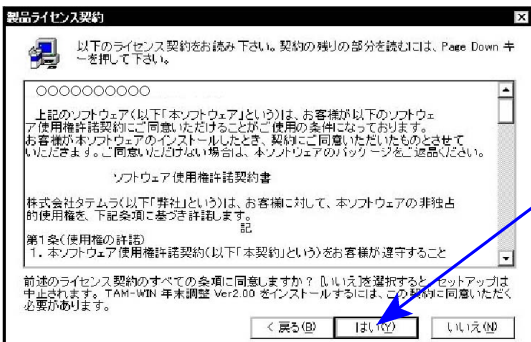 製品ライセンス契約
以下のライセンス契約をお読み下さい。契約の残りの部分を読むには、Page Down キ
ーを押して下さい。
○○○○○○○○○○
上記のソフトウェア(以下「本ソフトウェア」という)は、お客様が以下のソフトウェ
ア使用権許諾契約にご同意いただけることがご使用の条件になっております。
お客様が本ソフトウェアのインストールしたとき、契約にご同意いただいたものとさせて
いただきます。ご同意いただけない場合は、本ソフトウェアのパッケージをご返品ください。
ソフトウェア使用権許諾契約書
株式会社タテムラ(以下「弊社」という)は、お客様に対して、本ソフトウェアの非独占
的使用権を、下記条項に基づき許諾します。
記
第1条(使用権の許諾)
1. 本ソフトウェア使用権許諾契約(以下「本契約」という)をお客様が遵守すること
前述のライセンス契約のすべての条項に同意しますか? [いいえ]を選択すると、セットアップは
中止されます。TAM-WIN 年末調整 Ver2.00 をインストールするには、この契約に同意いただく
必要があります。
< 戻る(B)
はい(Y)
いいえ(N)